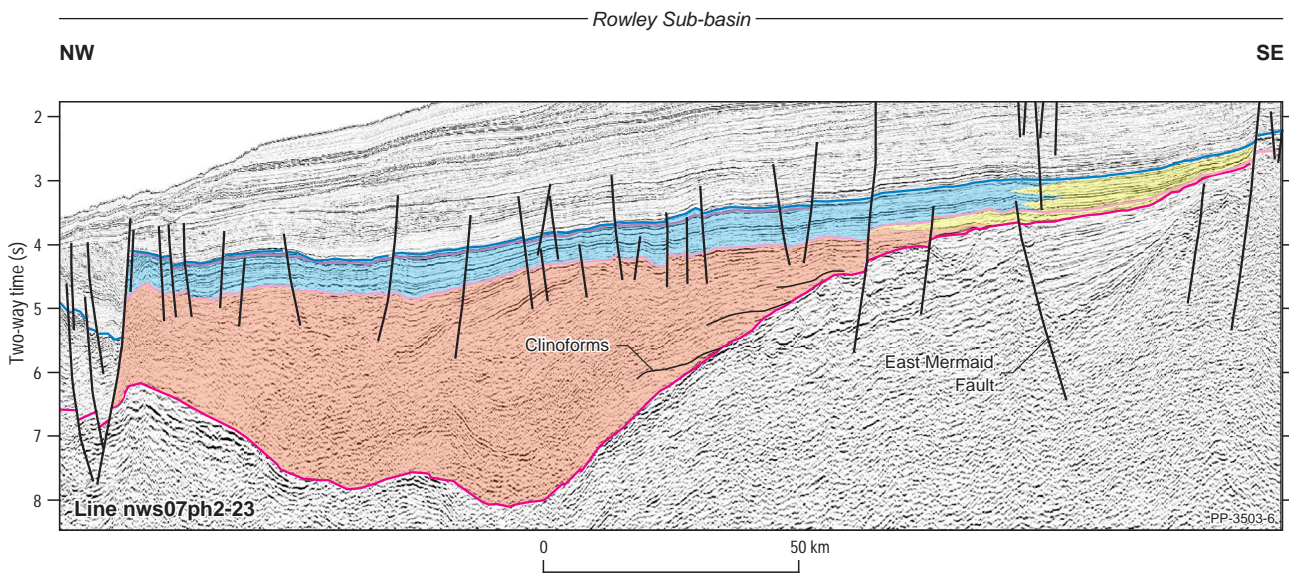 Rowley Sub-basin
NW
SE
2
3
4
5
6
7
8
Two-way time (s)
Clinoforms
East Mermaid
Fault
Line nws07ph2-23
PP-3503-6
0
50 km